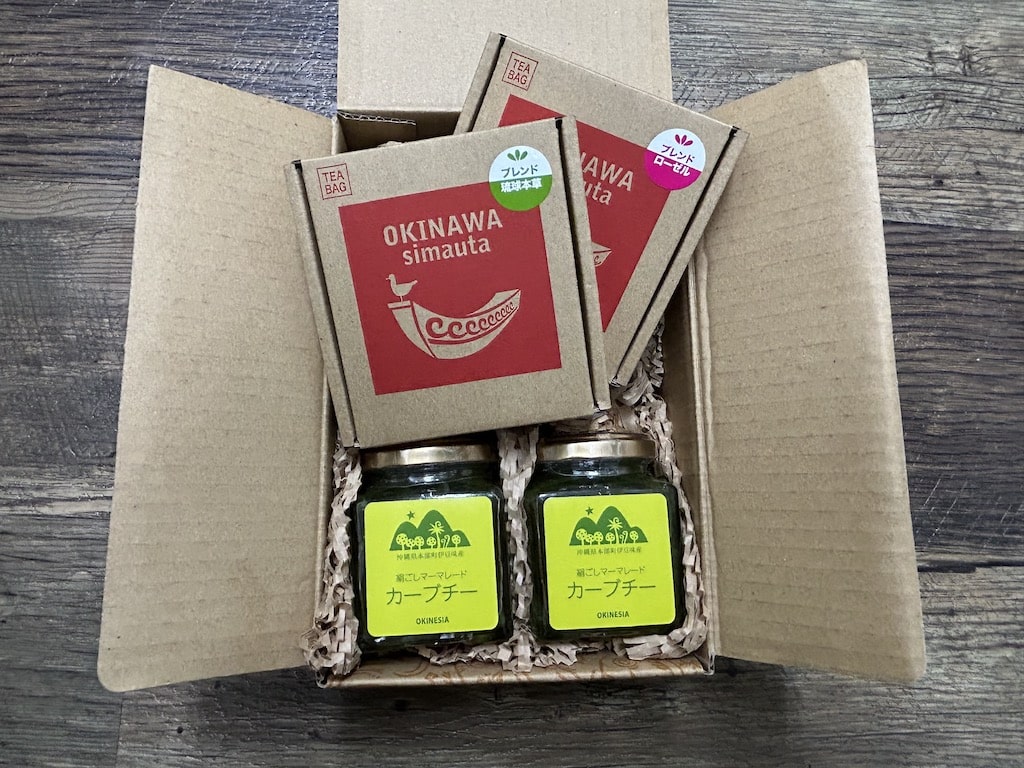 TEA
BAG
ブレンド
琉球本草
OKINAWA
simauta
TEA
BAG
ブレンド
ローゼル
NAWA
uta
沖縄県本部町伊豆味産
絹ごしマーマレード
カーブチー
OKINESIA
沖縄県本部町伊豆味産
絹ごしマーマレード
カーブチー
OKINESIA